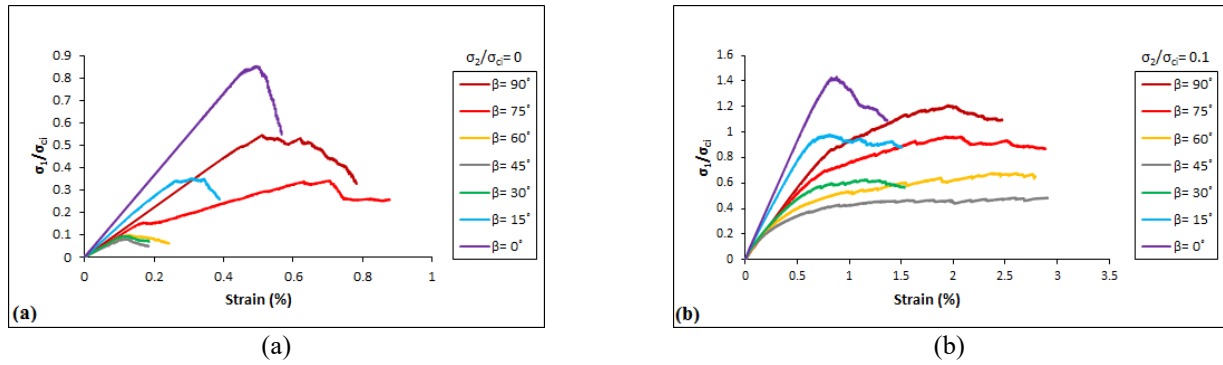 σ2/σci= 0
0.9
0.8
0.7
0.6
0.5
0.4
0.3
0.2
0.1
0
σ1/σci
0 0.2 0.4 0.6 0.8 1
Strain (%)
β= 90°
β= 75°
β= 60°
β= 45°
β= 30°
β= 15°
β= 0°
(a)
(a)
σ2/σci= 0.1
1.6
1.4
1.2
1
0.8
0.6
0.4
0.2
0
σ1/σci
0 0.5 1 1.5 2 2.5 3 3.5
Strain (%)
β= 90°
β= 75°
β= 60°
β= 45°
β= 30°
β= 15°
β= 0°
(b)
(b)